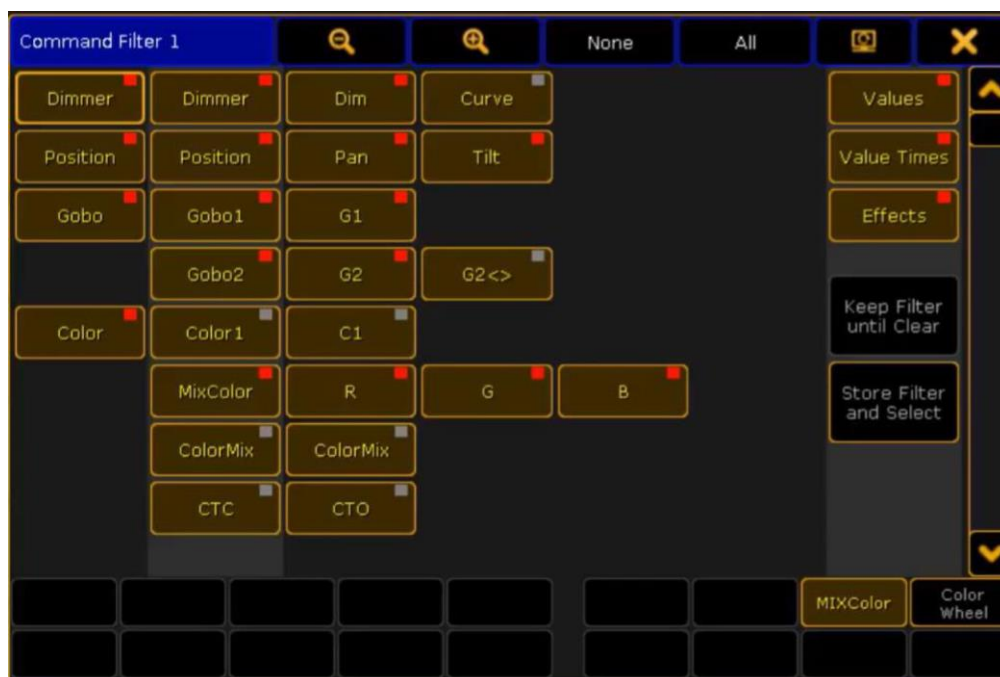 Command Filter 1 None All
Dimmer Dimmer Dim Curve Values
Position Position Pan Tilt Value Times
Gobo Gobo1 G1 Effects
Gobo2 G2 G2<>
Keep Filter
until Clear
Color Color1 C1
MixColor R G B
Store Filter
and Select
ColorMix ColorMix
CTC CTO
MIXColor Color
Wheel